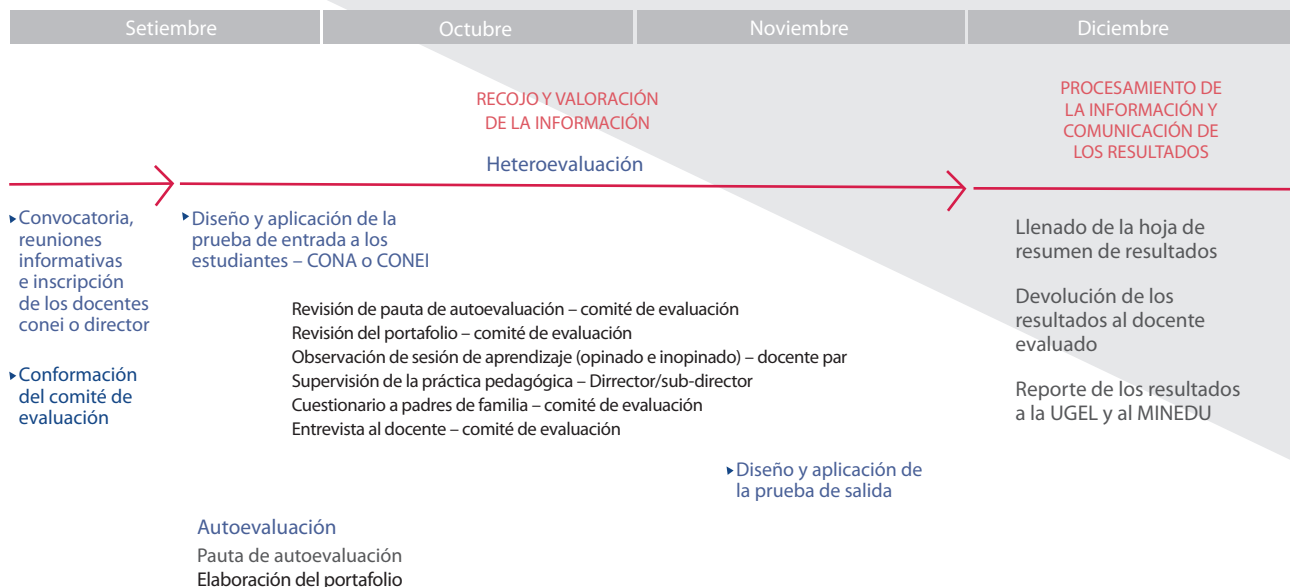 Setiembre
Octubre
Noviembre
Diciembre
RECOJO Y VALORACIÓN
DE LA INFORMACIÓN
PROCESAMIENTO DE
LA INFORMACIÓN Y
COMUNICACIÓN DE
LOS RESULTADOS
Heteroevaluación
Convocatoria,
reuniones
informativas
e inscripción
de los docentes
conei o director
Conformación
del comité de
evaluación
Diseño y aplicación de la
prueba de entrada a los
estudiantes – CONA o CONEI
Revisión de pauta de autoevaluación – comité de evaluación
Revisión del portafolio – comité de evaluación
Observación de sesión de aprendizaje (opinado e inopinado) – docente par
Supervisión de la práctica pedagógica – Dirrector/sub-director
Cuestionario a padres de familia – comité de evaluación
Entrevista al docente – comité de evaluación
Diseño y aplicación de
la prueba de salida
Llenado de la hoja de
resumen de resultados
Devolución de los
resultados al docente
evaluado
Reporte de los resultados
a la UGEL y al MINEDU
Autoevaluación
Pauta de autoevaluación
Elaboración del portafolio